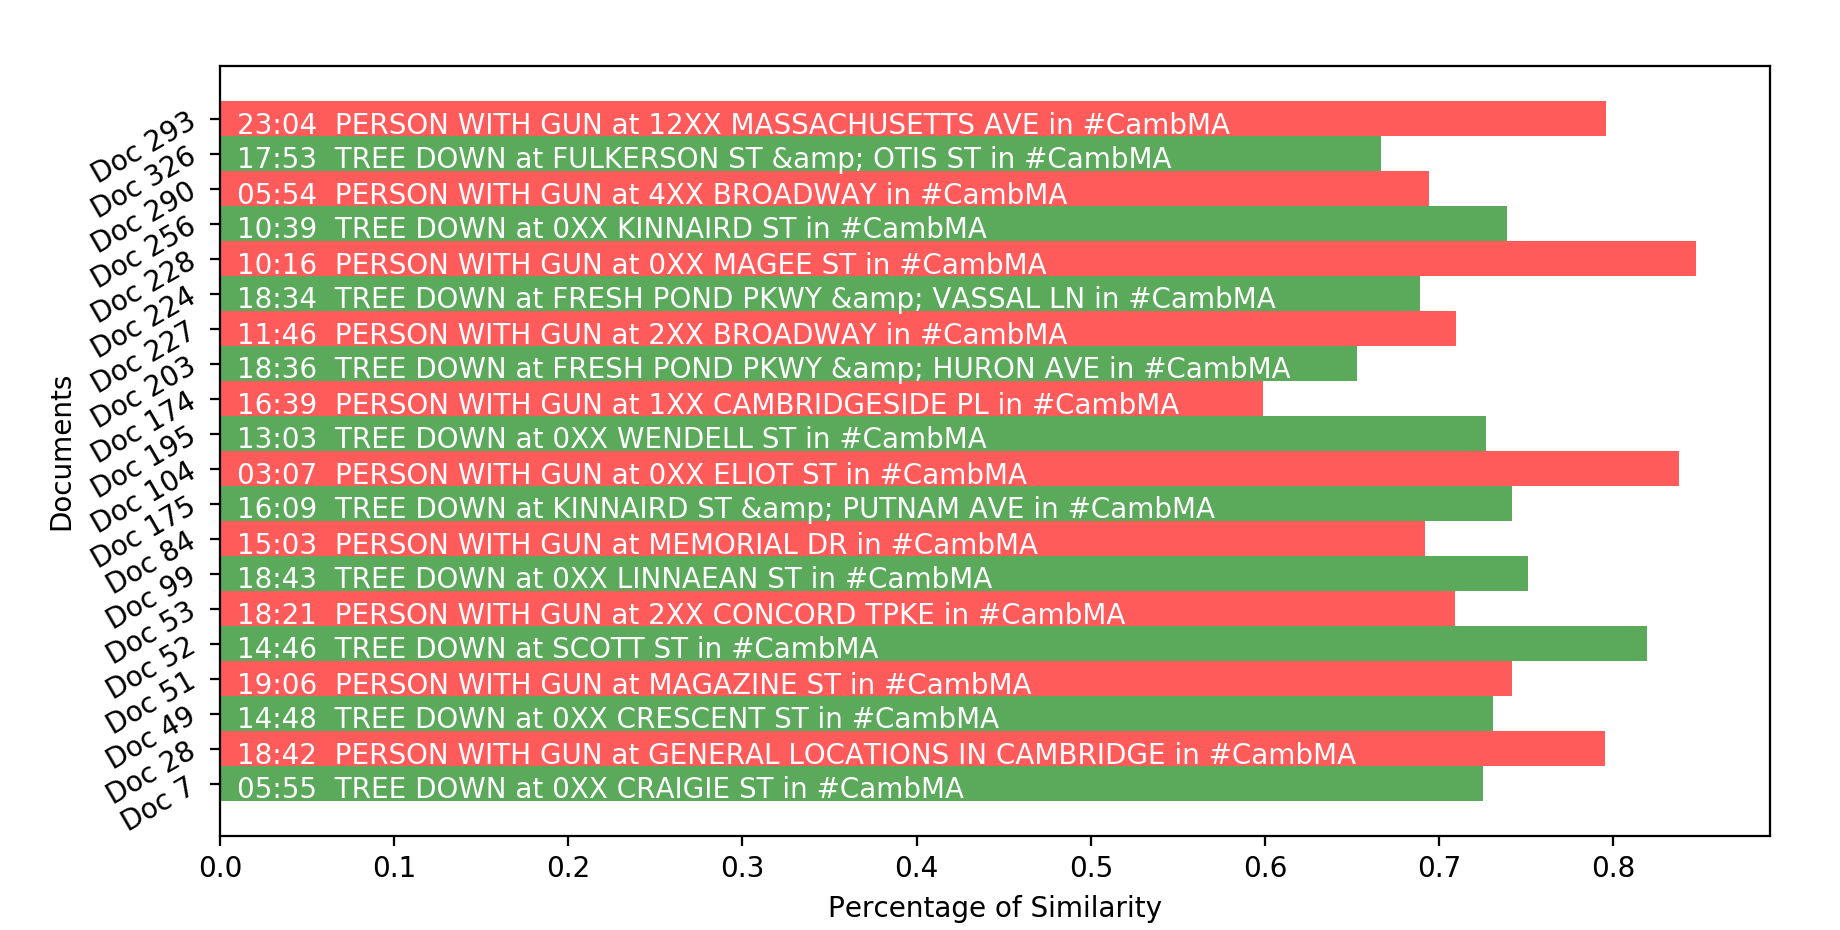 Doc 293 23:04 PERSON WITH GUN at 12XX MASSACHUSETTS AVE in #CambMA
Doc 326 17:53 TREE DOWN at FULKERSON ST &amp; OTIS ST in #CambMA
Doc 290 05:54 PERSON WITH GUN at 4XX BROADWAY in #CambMA
Doc 256 10:39 TREE DOWN at 0XX KINNAIRD ST in #CambMA
Doc 228 10:16 PERSON WITH GUN at 0XX MAGEE ST in #CambMA
Doc 224 18:34 TREE DOWN at FRESH POND PKWY &amp; VASSAL LN in #CambMA
Doc 227 11:46 PERSON WITH GUN at 2XX BROADWAY in #CambMA
Doc 203 18:36 TREE DOWN at FRESH POND PKWY &amp; HURON AVE in #CambMA
Doc 174 16:39 PERSON WITH GUN at 1XX CAMBRIDGESIDE PL in #CambMA
Doc 195 13:03 TREE DOWN at 0XX WENDELL ST in #CambMA
Doc 104 03:07 PERSON WITH GUN at 0XX ELIOT ST in #CambMA
Doc 175 16:09 TREE DOWN at KINNAIRD ST &amp; PUTNAM AVE in #CambMA
Doc 84 15:03 PERSON WITH GUN at MEMORIAL DR in #CambMA
Doc 99 18:43 TREE DOWN at 0XX LINNAEAN ST in #CambMA
Doc 53 18:21 PERSON WITH GUN at 2XX CONCORD TPKE in #CambMA
Doc 52 14:46 TREE DOWN at SCOTT ST in #CambMA
Doc 51 19:06 PERSON WITH GUN at MAGAZINE ST in #CambMA
Doc 49 14:48 TREE DOWN at 0XX CRESCENT ST in #CambMA
Doc 28 18:42 PERSON WITH GUN at GENERAL LOCATIONS IN CAMBRIDGE in #CambMA
Doc 7 05:55 TREE DOWN at 0XX CRAIGIE ST in #CambMA
Documents
0.0 0.1 0.2 0.3 0.4 0.5 0.6 0.7 0.8
Percentage of Similarity